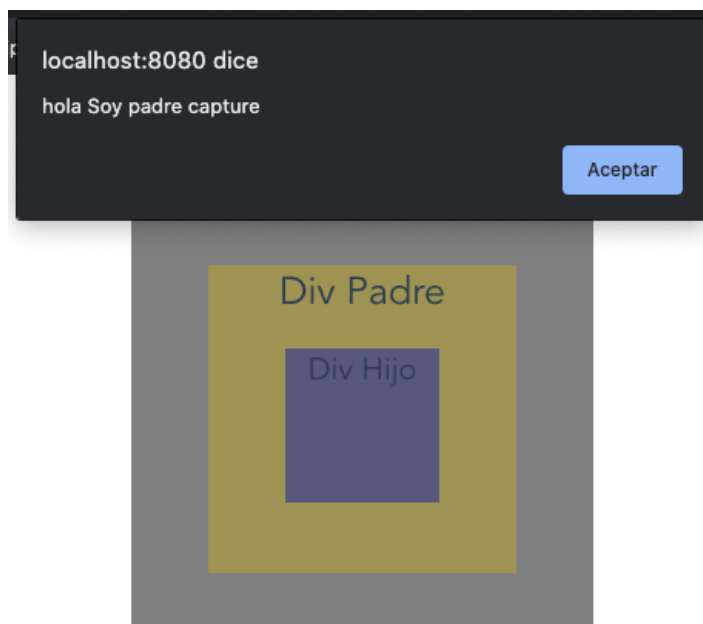 localhost:8080 dice
hola Soy padre capture
Aceptar
Div Padre
Div Hijo